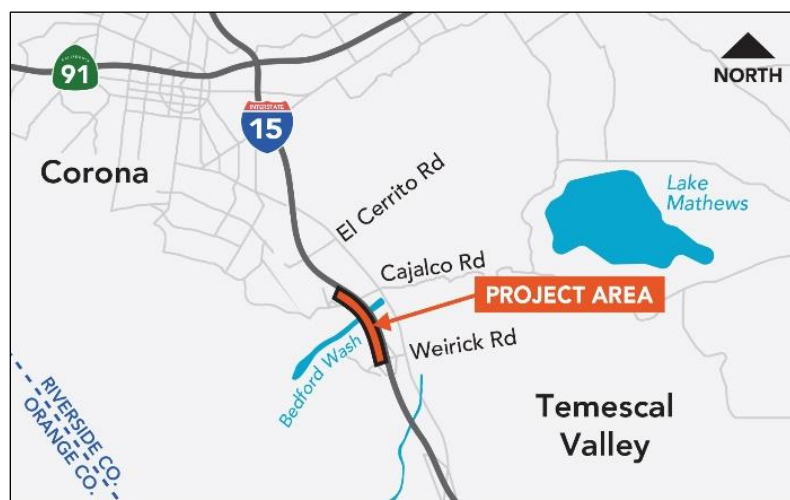 91
INTERSTATE
15
NORTH
Corona
El Cerrito Rd
Lake
Mathews
Cajalco Rd
PROJECT AREA
Bedford Wash
Weirick Rd
Temescal
Valley
RIVERSIDE CO.
ORANGE CO.